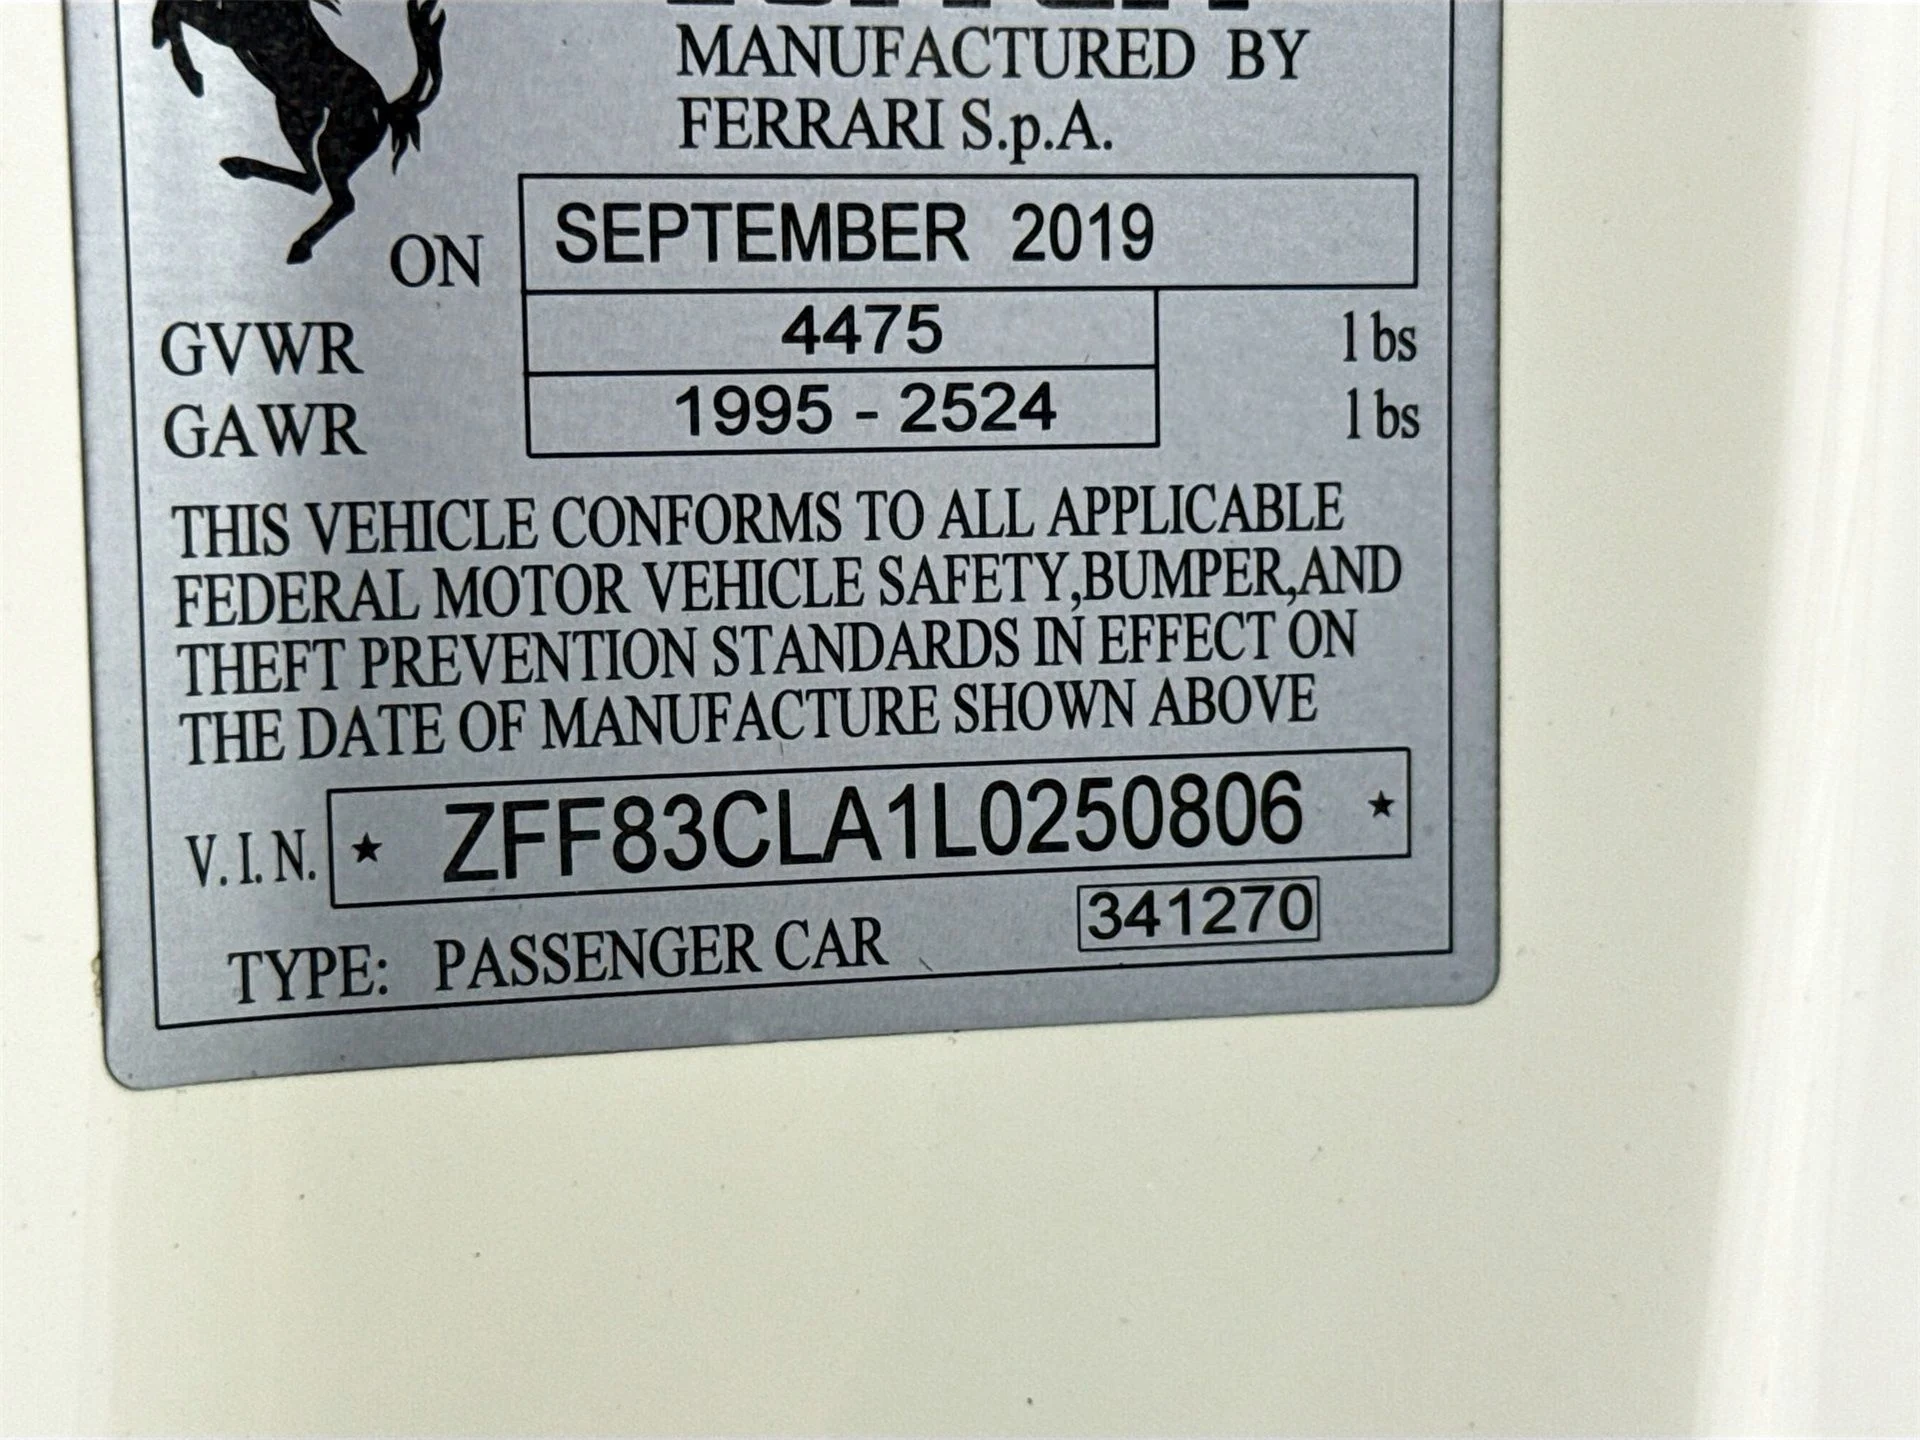 MANUFACTURED BY
FERRARI S.p.A.
ON SEPTEMBER 2019
GVWR 4475 lbs
GAWR 1995 - 2524 lbs
THIS VEHICLE CONFORMS TO ALL APPLICABLE
FEDERAL MOTOR VEHICLE SAFETY,BUMPER,AND
THEFT PREVENTION STANDARDS IN EFFECT ON
THE DATE OF MANUFACTURE SHOWN ABOVE
V.I.N. ★ ZFF83CLA1L0250806 ★
341270
TYPE: PASSENGER CAR